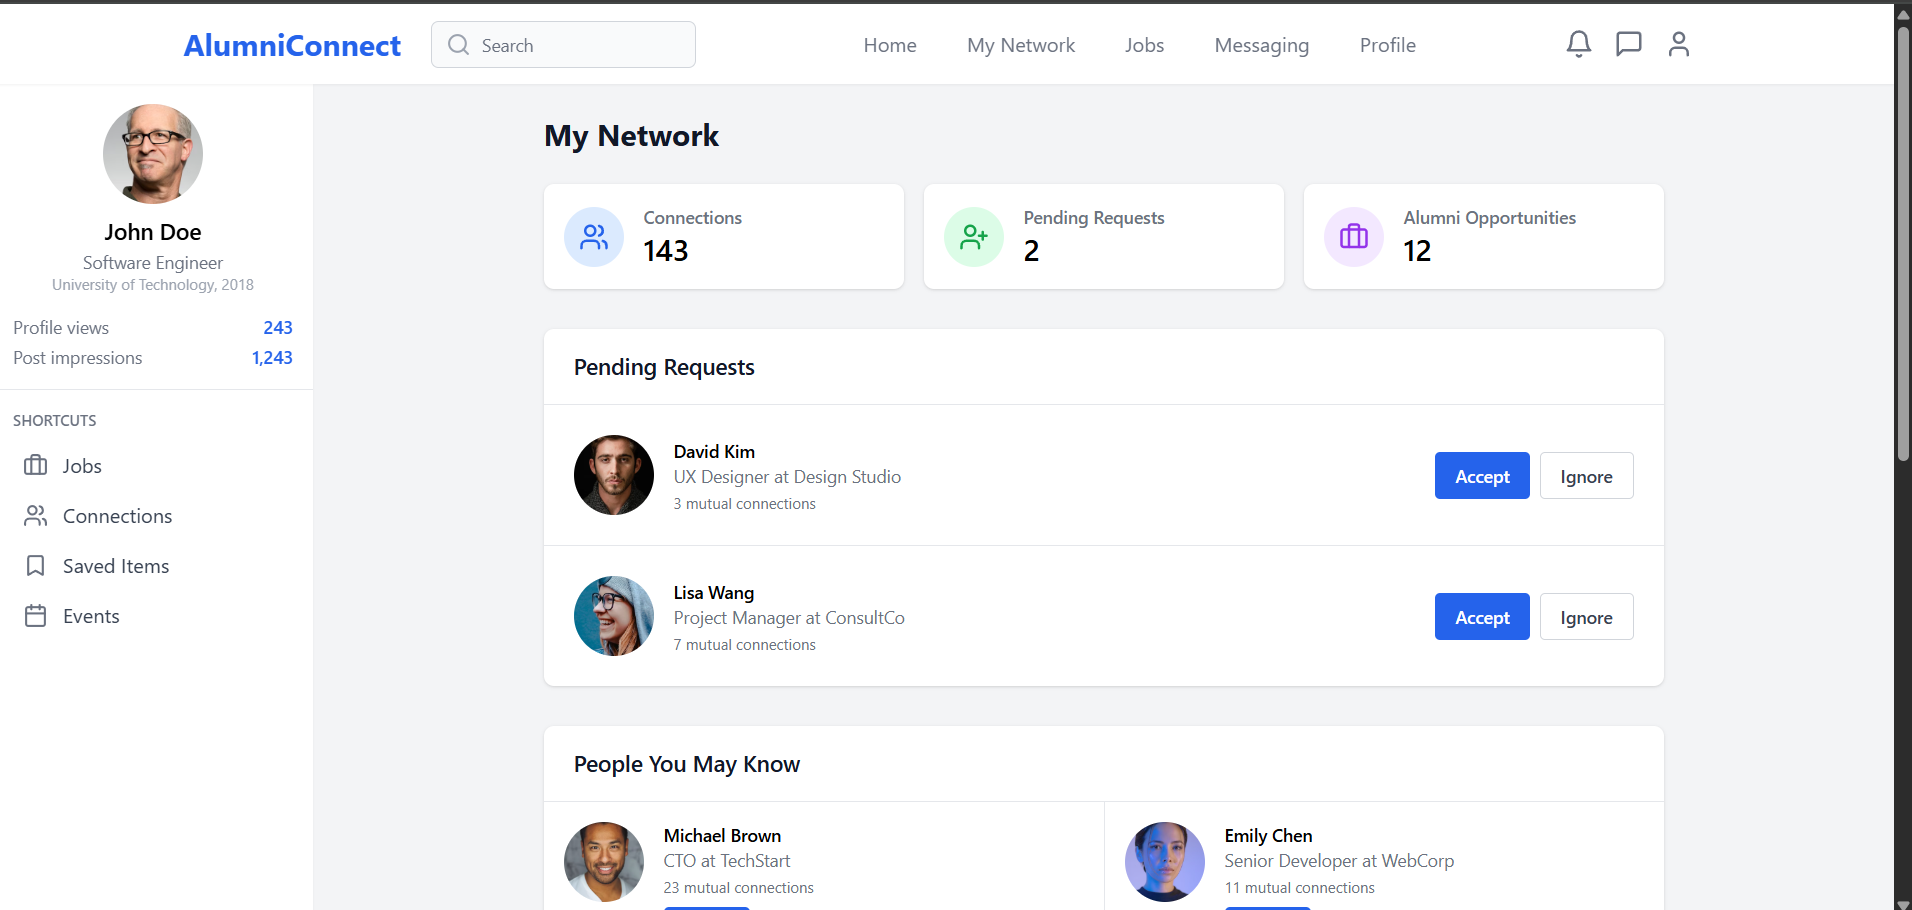 AlumniConnect
Search
Home
My Network
Jobs
Messaging
Profile
John Doe
Software Engineer
University of Technology, 2018
Profile views 243
Post impressions 1,243
SHORTCUTS
Jobs
Connections
Saved Items
Events
My Network
Connections
143
Pending Requests
2
Alumni Opportunities
12
Pending Requests
David Kim
UX Designer at Design Studio
3 mutual connections
Accept
Ignore
Lisa Wang
Project Manager at ConsultCo
7 mutual connections
Accept
Ignore
People You May Know
Michael Brown
CTO at TechStart
23 mutual connections
Emily Chen
Senior Developer at WebCorp
11 mutual connections